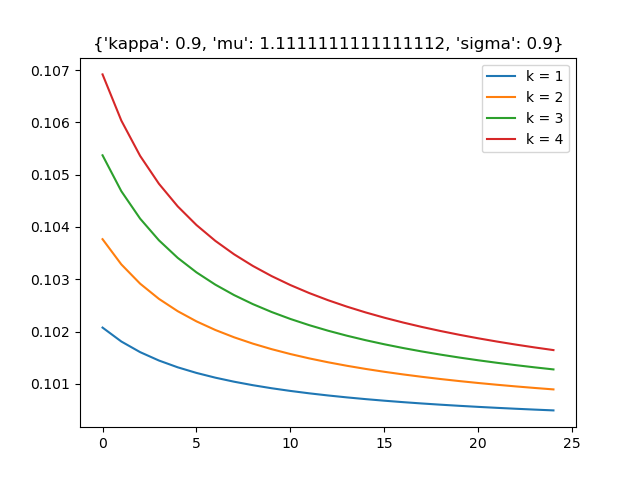 {'kappa': 0.9, 'mu': 1.1111111111111112, 'sigma': 0.9}
0.107
0.106
0.105
0.104
0.103
0.102
0.101
k = 1
k = 2
k = 3
k = 4
0 5 10 15 20 25